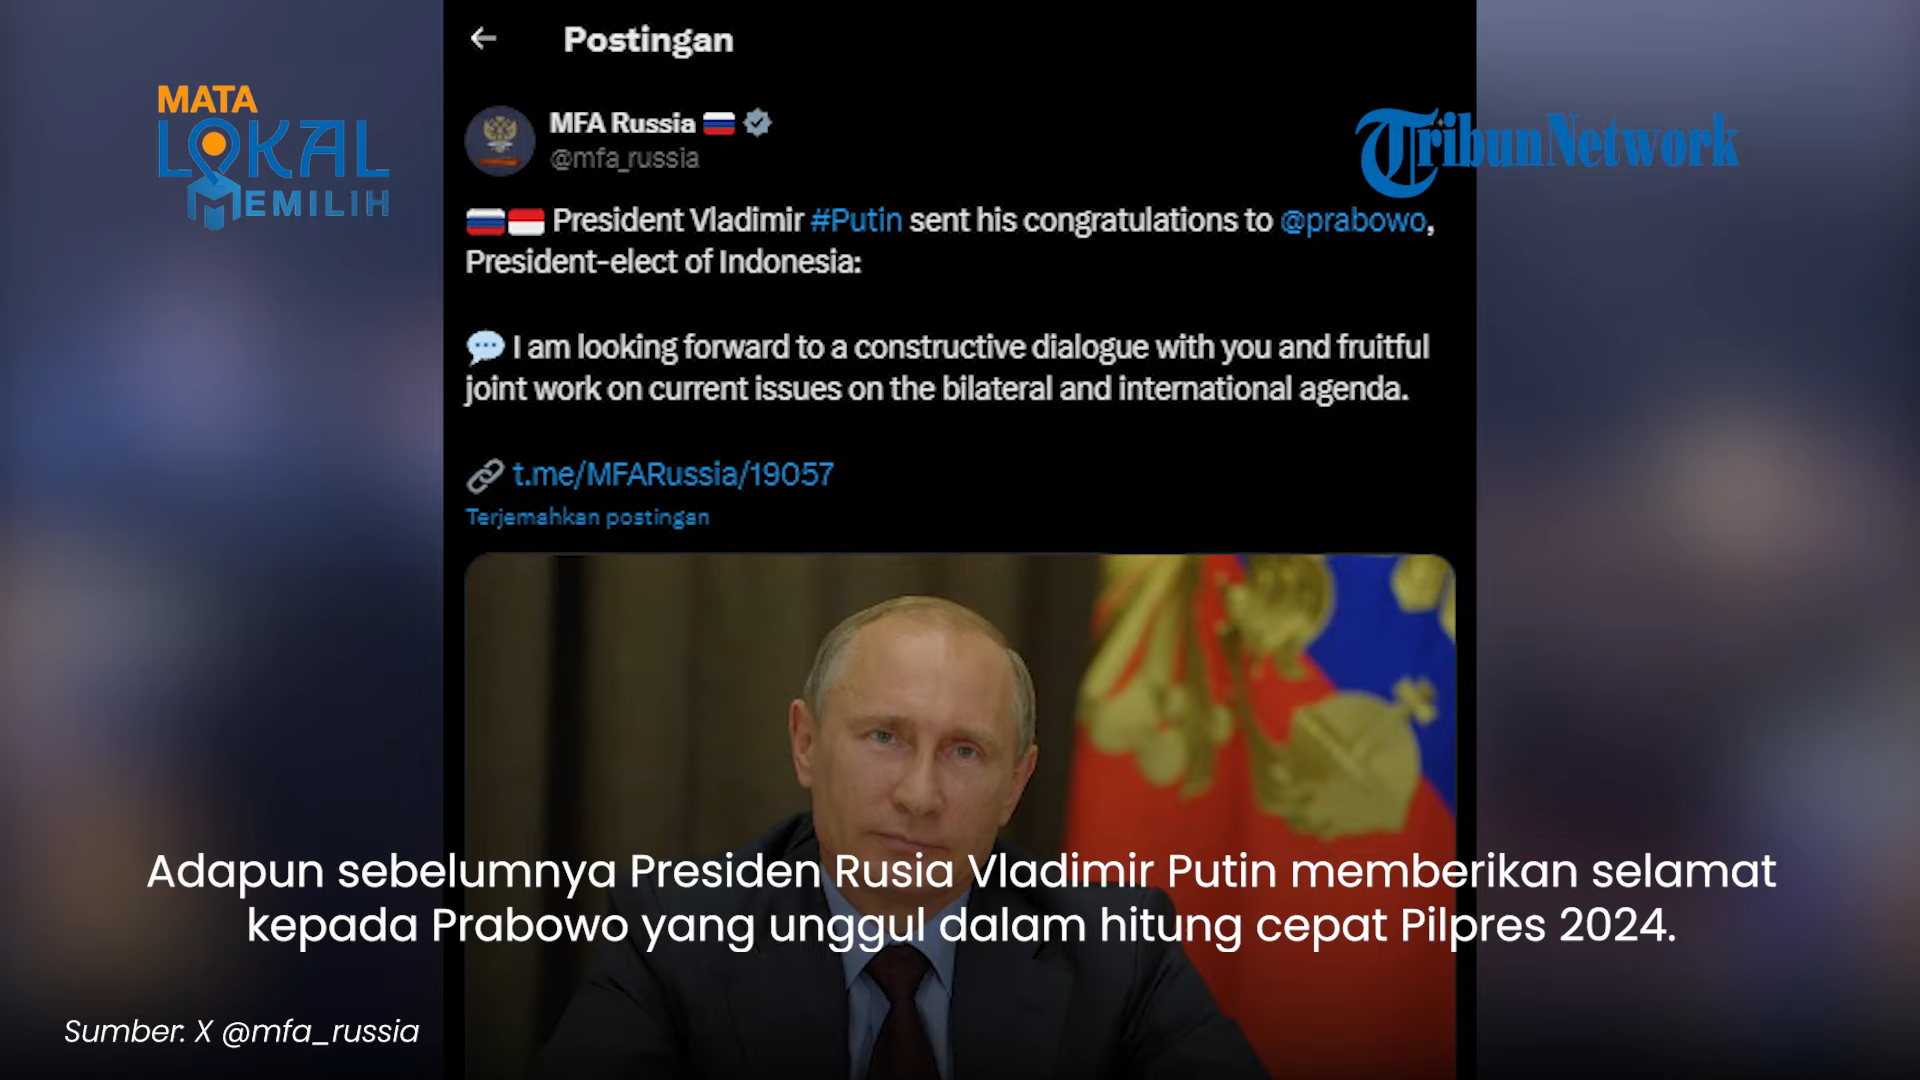 Postingan
MATA
LOKAL
MEMILIH
MFA Russia
@mfa_russia
TribunNetwork
President Vladimir #Putin sent his congratulations to @prabowo,
President-elect of Indonesia:
I am looking forward to a constructive dialogue with you and fruitful
joint work on current issues on the bilateral and international agenda.
t.me/MFARussia/19057
Terjemahkan postingan
Adapun sebelumnya Presiden Rusia Vladimir Putin memberikan selamat
kepada Prabowo yang unggul dalam hitung cepat Pilpres 2024.
Sumber: X @mfa_russia